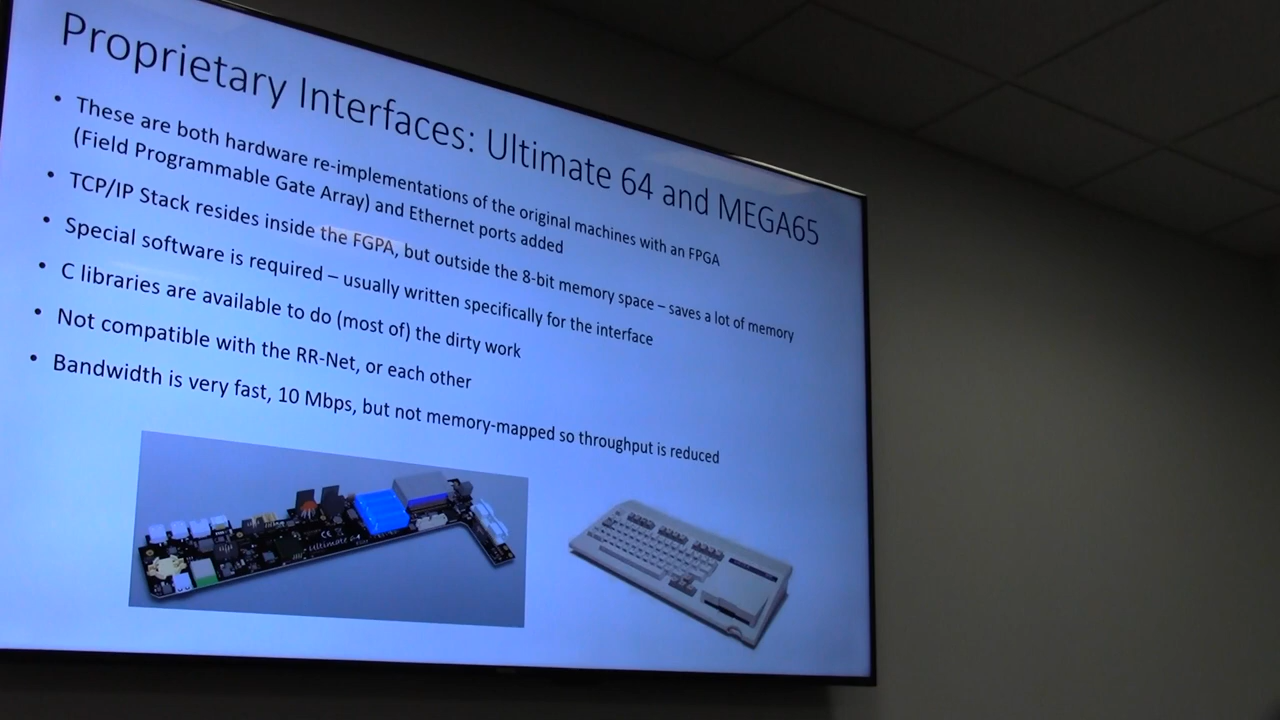 Proprietary Interfaces: Ultimate 64 and MEGA65
• These are both hardware re-implementations of the original machines with an FPGA
(Field Programmable Gate Array) and Ethernet ports added
• TCP/IP Stack resides inside the FGPA, but outside the 8-bit memory space – saves a lot of memory
• Special software is required – usually written specifically for the interface
• C libraries are available to do (most of) the dirty work
• Not compatible with the RR-Net, or each other
• Bandwidth is very fast, 10 Mbps, but not memory-mapped so throughput is reduced
CE
Ultimate 64